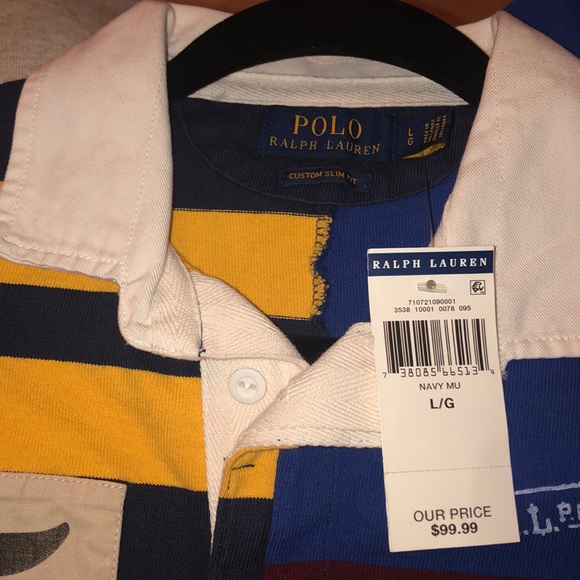 POLO
RALPH LAUREN
CUSTOM SLIM FIT
L
G
RALPH LAUREN
710721090001
3538 10001 0078 095
7 38085 66513 4
NAVY MU
L/G
OUR PRICE
$99.99
.L.P